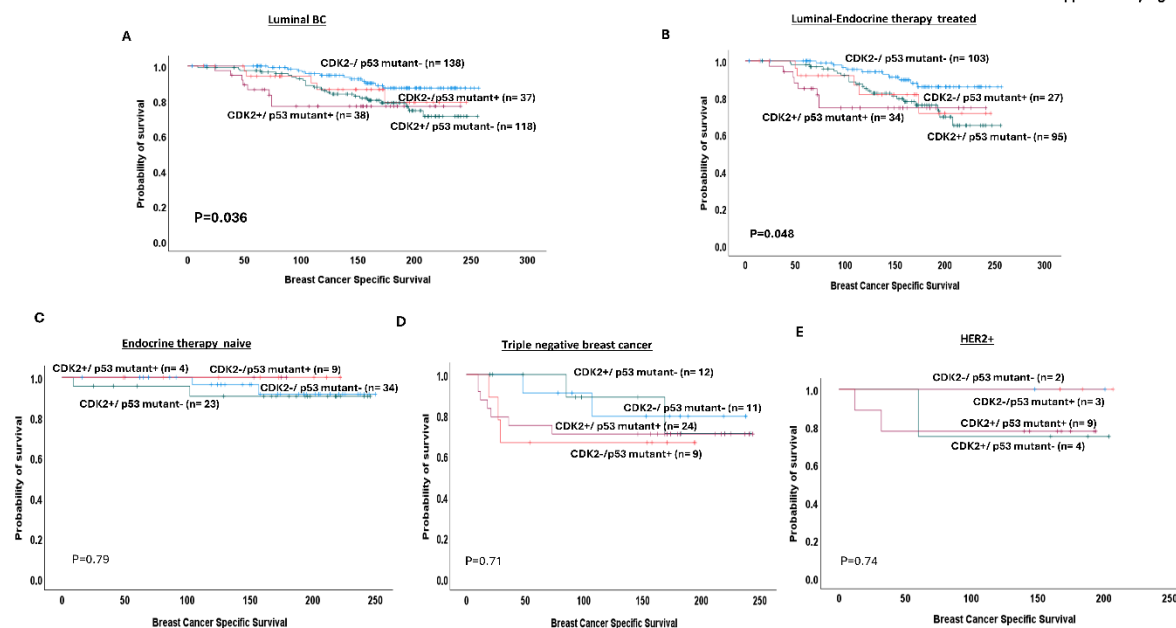 Luminal BC
A
CDK2-/ p53 mutant- (n= 138)
CDK2-/ p53 mutant+ (n= 37)
CDK2+/ p53 mutant+ (n= 38)
CDK2+/ p53 mutant- (n= 118)
Probability of survival
1.0
0.8
0.6
0.4
0.2
0.0
P=0.036
0 50 100 150 200 250 300
Breast Cancer Specific Survival
Luminal-Endocrine therapy treated
B
CDK2-/ p53 mutant- (n= 103)
CDK2-/ p53 mutant+ (n= 27)
CDK2+/ p53 mutant+ (n= 34)
CDK2+/ p53 mutant- (n= 95)
Probability of survival
1.0
0.8
0.6
0.4
0.2
0.0
P=0.048
0 50 100 150 200 250 300
Breast Cancer Specific Survival
C
Endocrine therapy naive
CDK2+/ p53 mutant+ (n= 4)
CDK2-/p53 mutant+ (n= 9)
CDK2-/ p53 mutant- (n= 34)
CDK2+/ p53 mutant- (n= 23)
Probability of survival
1.0
0.8
0.6
0.4
0.2
0.0
P=0.79
0 50 100 150 200 250
Breast Cancer Specific Survival
D
Triple negative breast cancer
CDK2+/ p53 mutant- (n= 12)
CDK2-/ p53 mutant- (n= 11)
CDK2+/ p53 mutant+ (n= 24)
CDK2-/p53 mutant+ (n= 9)
Probability of survival
1.0
0.8
0.6
0.4
0.2
0.0
P=0.71
0 50 100 150 200 250
Breast Cancer Specific Survival
E
HER2+
CDK2-/ p53 mutant- (n= 2)
CDK2-/p53 mutant+ (n= 3)
CDK2+/ p53 mutant+ (n= 9)
CDK2+/ p53 mutant- (n= 4)
Probability of survival
1.0
0.8
0.6
0.4
0.2
0.0
P=0.74
0 50 100 150 200 250
Breast Cancer Specific Survival